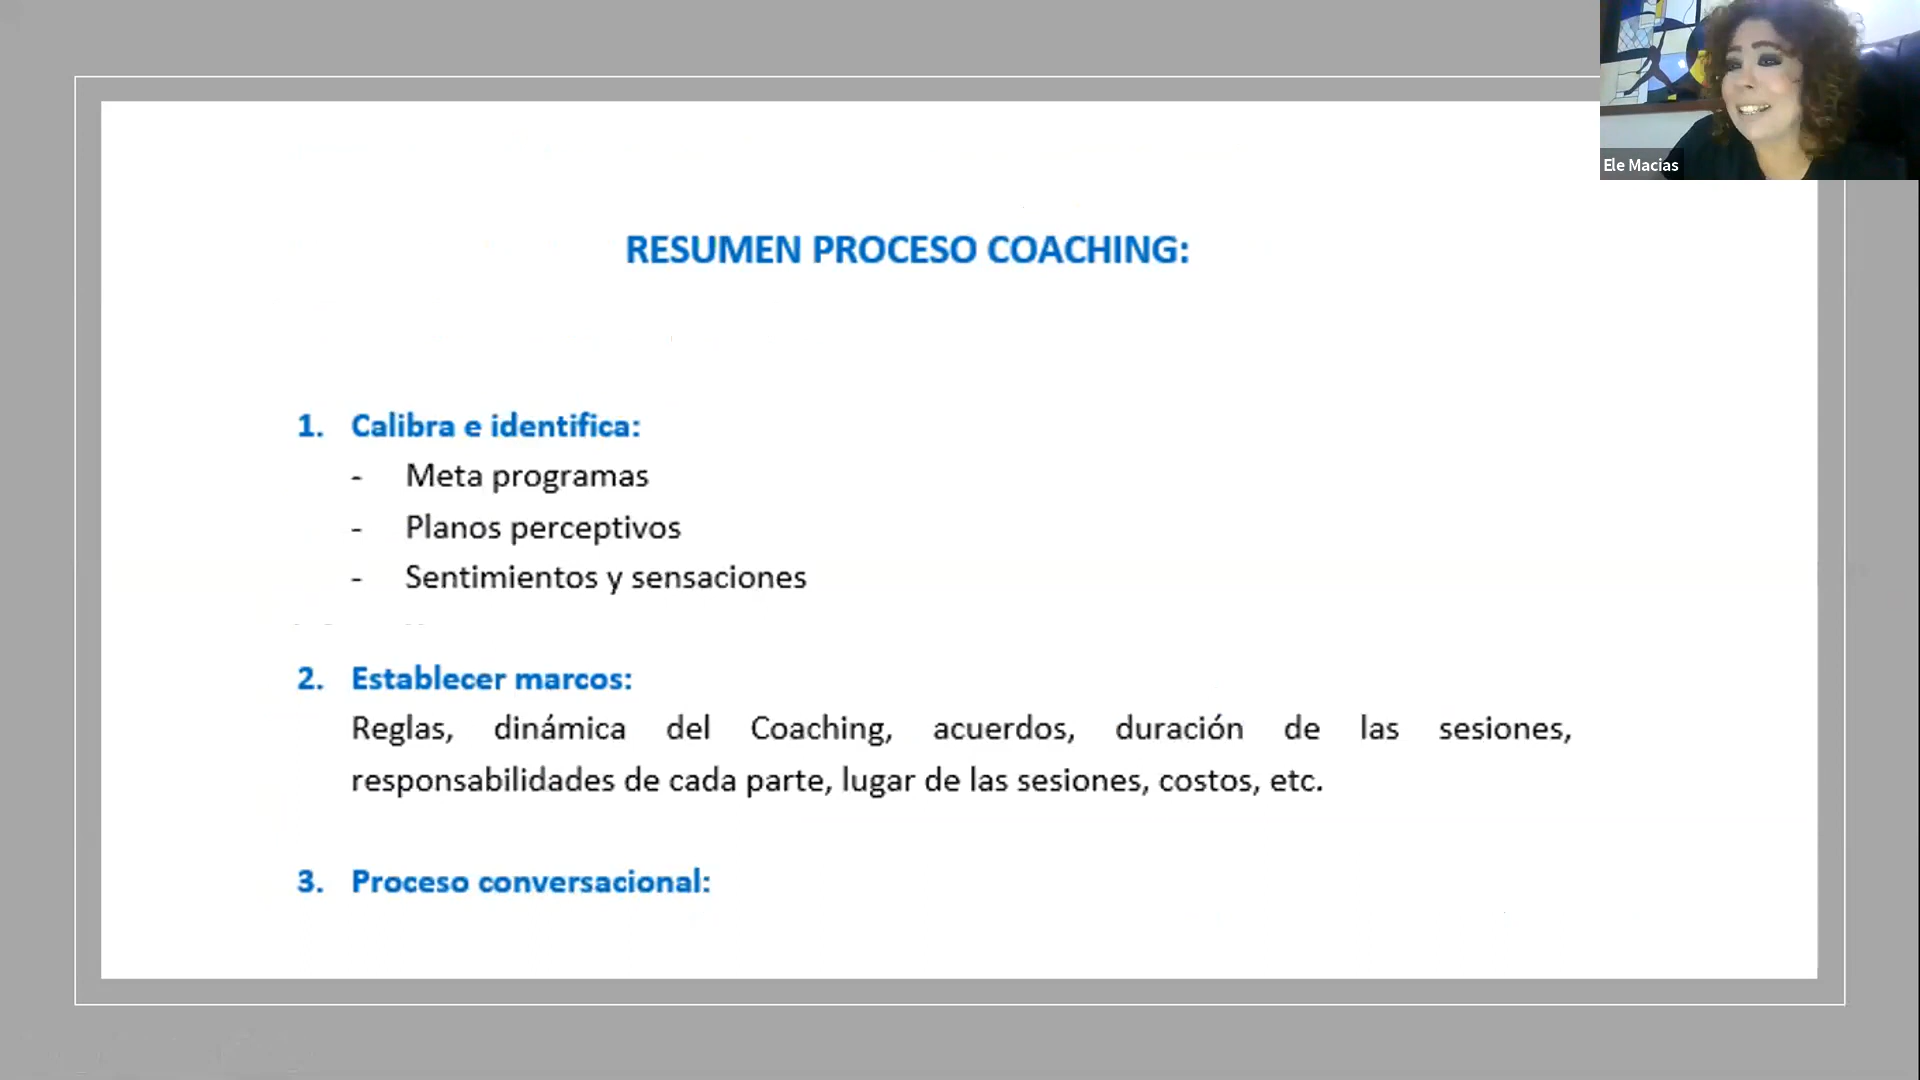 Ele Macias
RESUMEN PROCESO COACHING:
1. Calibra e identifica:
- Meta programas
- Planos perceptivos
- Sentimientos y sensaciones
2. Establecer marcos:
Reglas, dinámica del Coaching, acuerdos, duración de las sesiones,
responsabilidades de cada parte, lugar de las sesiones, costos, etc.
3. Proceso conversacional: